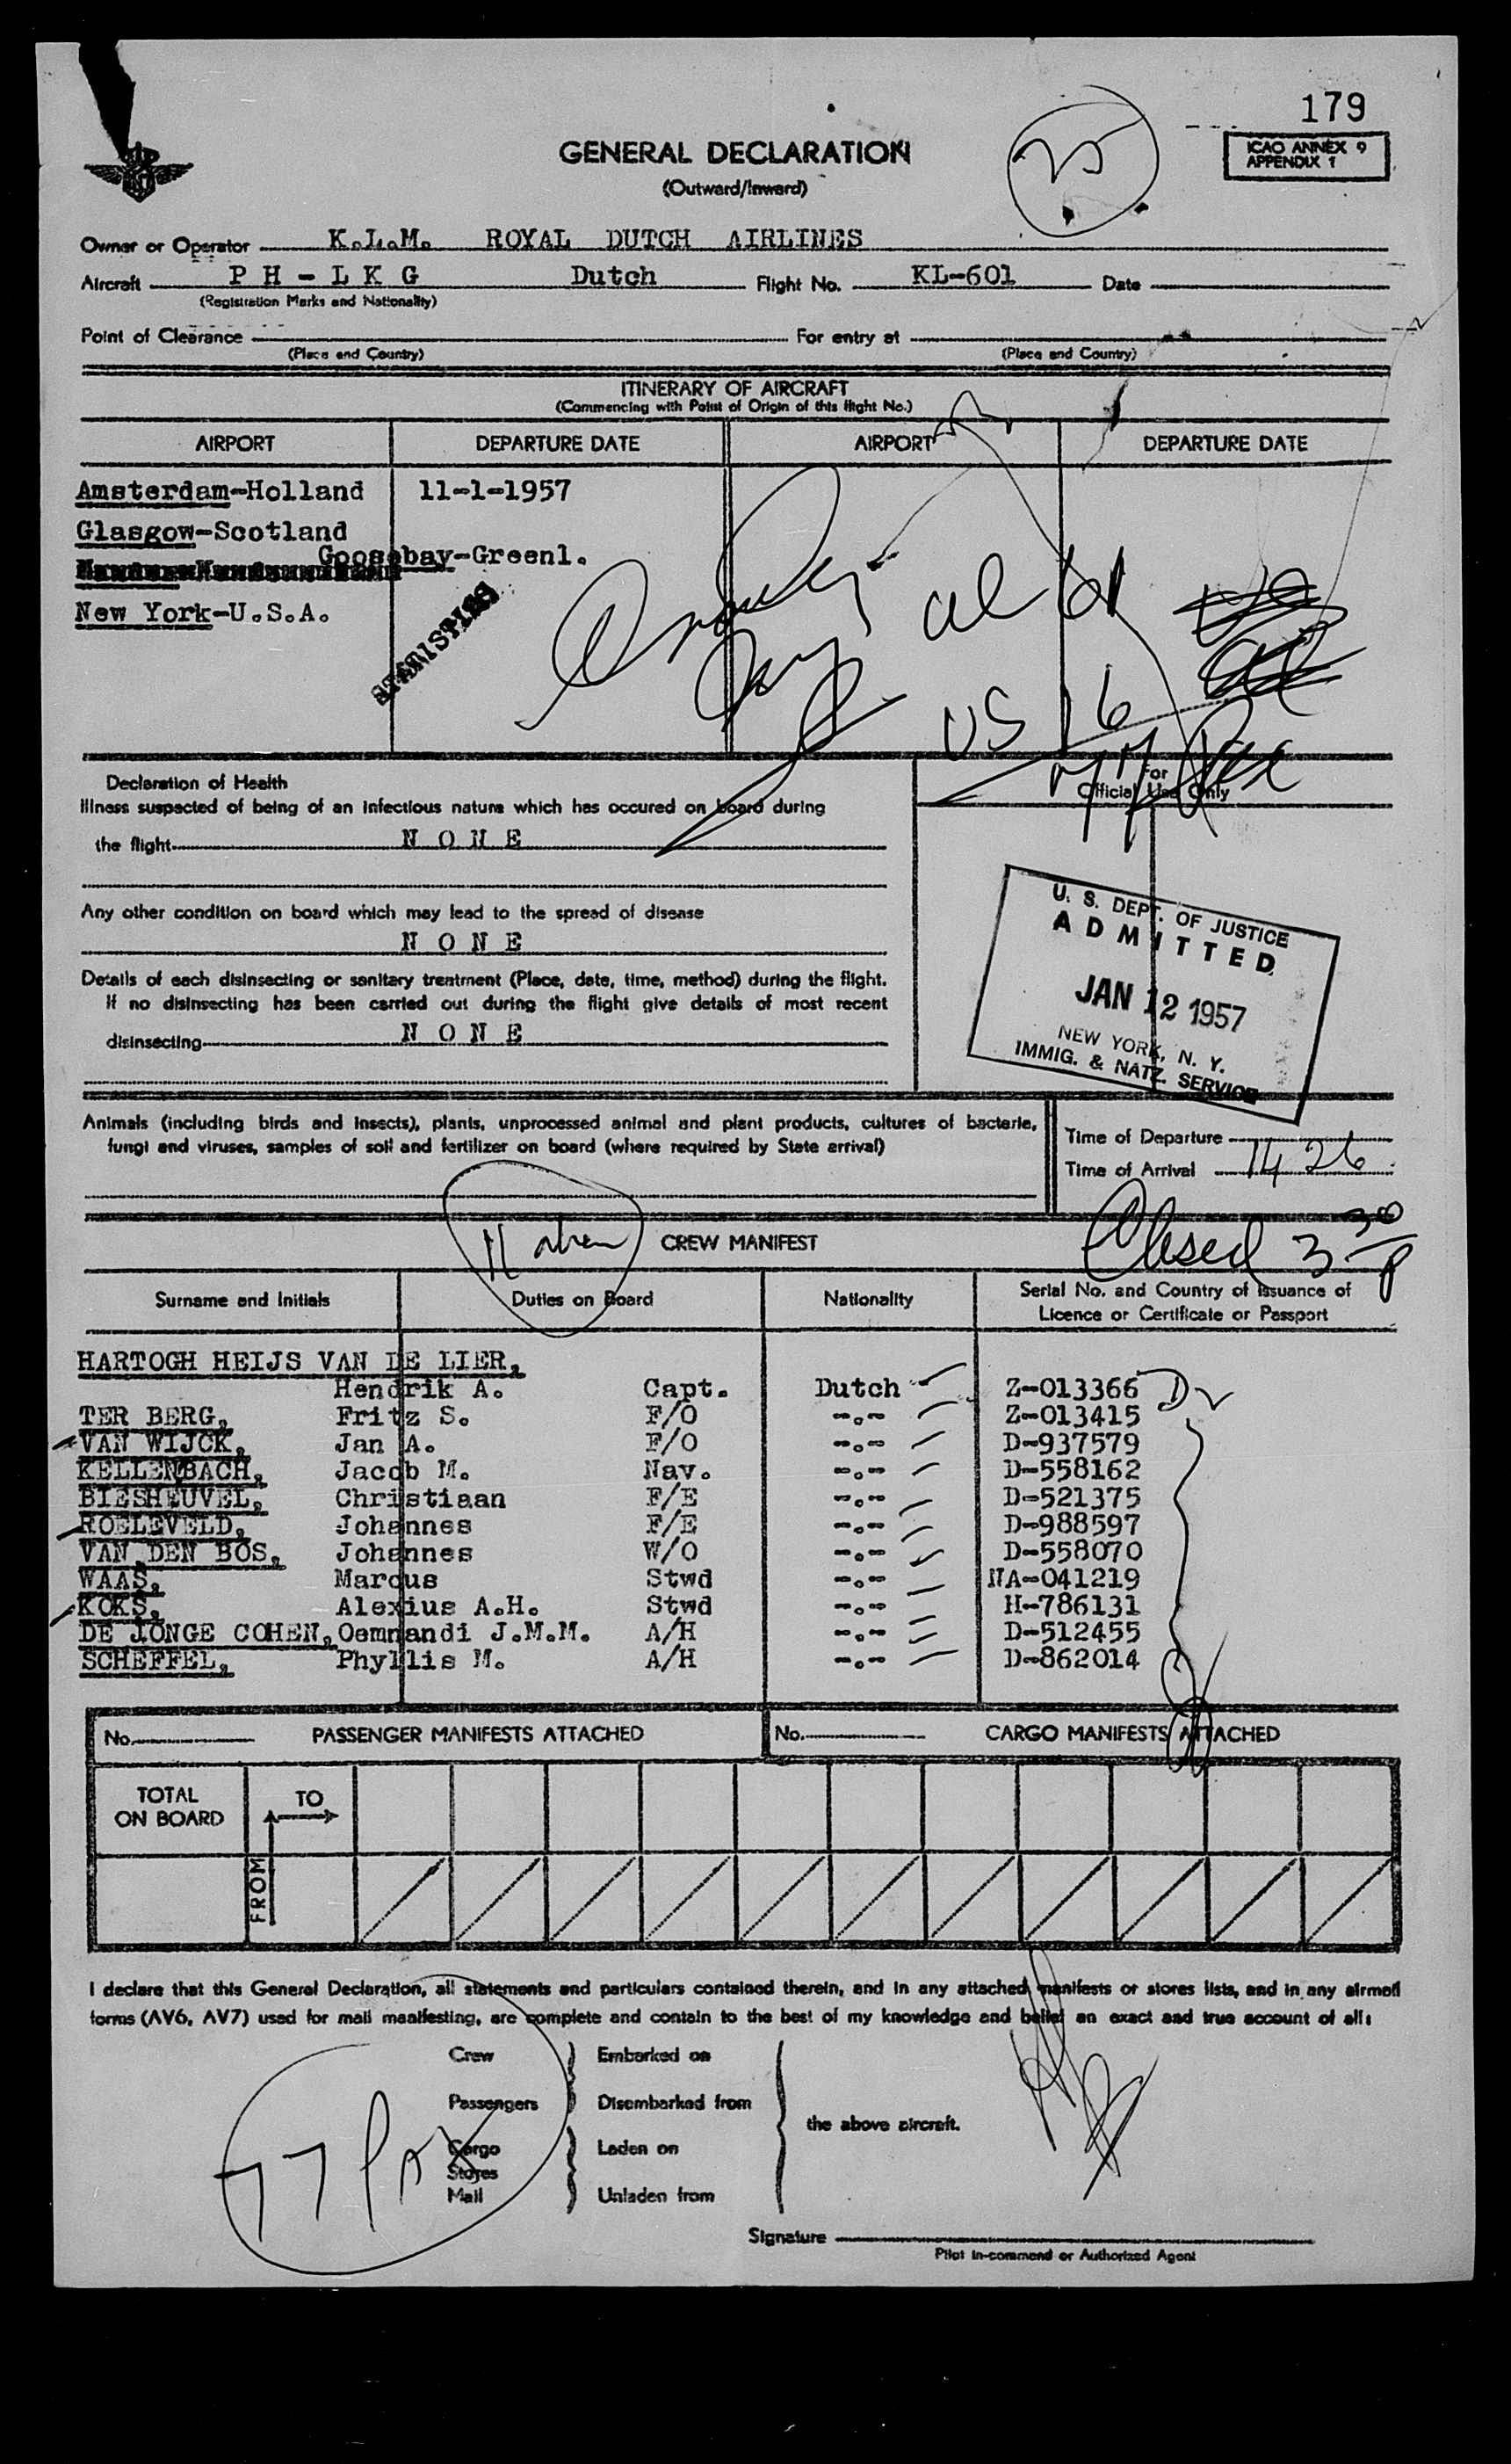 179
GENERAL DECLARATION
(Outward/Inward)
25
ICAO ANNEX 9
APPENDIX 1
Owner or Operator K.L.M. ROYAL DUTCH AIRLINES
Aircraft P H - L K G Dutch Flight No. KL-601 Date
(Registration Marks and Nationality)
Point of Clearance For entry at
(Place and Country) (Place and Country)
ITINERARY OF AIRCRAFT
(Commencing with Point of Origin of this flight No.)
AIRPORT DEPARTURE DATE AIRPORT DEPARTURE DATE
Amsterdam-Holland 11-1-1957
Glasgow-Scotland
Goosebay-Greenl.
New York-U.S.A.
STATISTICS
al 61
US 16
77
Declaration of Health
Illness suspected of being of an infectious nature which has occured on board during
the flight N O N E
For
Official Use Only
Any other condition on board which may lead to the spread of disease
N O N E
Details of each disinsecting or sanitary treatment (Place, date, time, method) during the flight.
If no disinsecting has been carried out during the flight give details of most recent
disinsecting N O N E
U. S. DEPT. OF JUSTICE
ADMITTED
JAN 12 1957
NEW YORK, N. Y.
IMMIG. & NATZ. SERVICE
Animals (including birds and insects), plants, unprocessed animal and plant products, cultures of bacterie,
fungi and viruses, samples of soil and fertilizer on board (where required by State arrival)
Time of Departure
Time of Arrival 14 26
Closed 3 30 P
CREW MANIFEST
Surname and Initials Duties on Board Nationality Serial No. and Country of Issuance of
Licence or Certificate or Passport
HARTOGH HEIJS VAN DE LIER,
Hendrik A. Capt. Dutch Z-013366
TER BERG, Fritz S. F/O -.- Z-013415
VAN WIJCK, Jan A. F/O -.- D-937579
KELLENBACH, Jacob M. Nav. -.- D-558162
BIESHEUVEL, Christiaan F/E -.- D-521375
ROELEVELD, Johannes F/E -.- D-988597
VAN DEN BOS, Johannes W/O -.- D-558070
WAAS, Marcus Stwd -.- NA-041219
KOKS, Alexius A.H. Stwd -.- H-786131
DE JONGE COHEN, Oemnandi J.M.M. A/H -.- D-512455
SCHEFFEL, Phyllis M. A/H -.- D-862014
No. PASSENGER MANIFESTS ATTACHED No. CARGO MANIFESTS ATTACHED
TOTAL
ON BOARD
TO
FROM
I declare that this General Declaration, all statements and particulars contained therein, and in any attached manifests or stores lists, and in any airmail
forms (AV6, AV7) used for mail manifesting, are complete and contain to the best of my knowledge and belief an exact and true account of all:
Crew Embarked on
Passengers Disembarked from
the above aircraft.
Cargo Laden on
Stores
Mail Unladen from
77 Pax
Signature
Pilot in-command or Authorized Agent